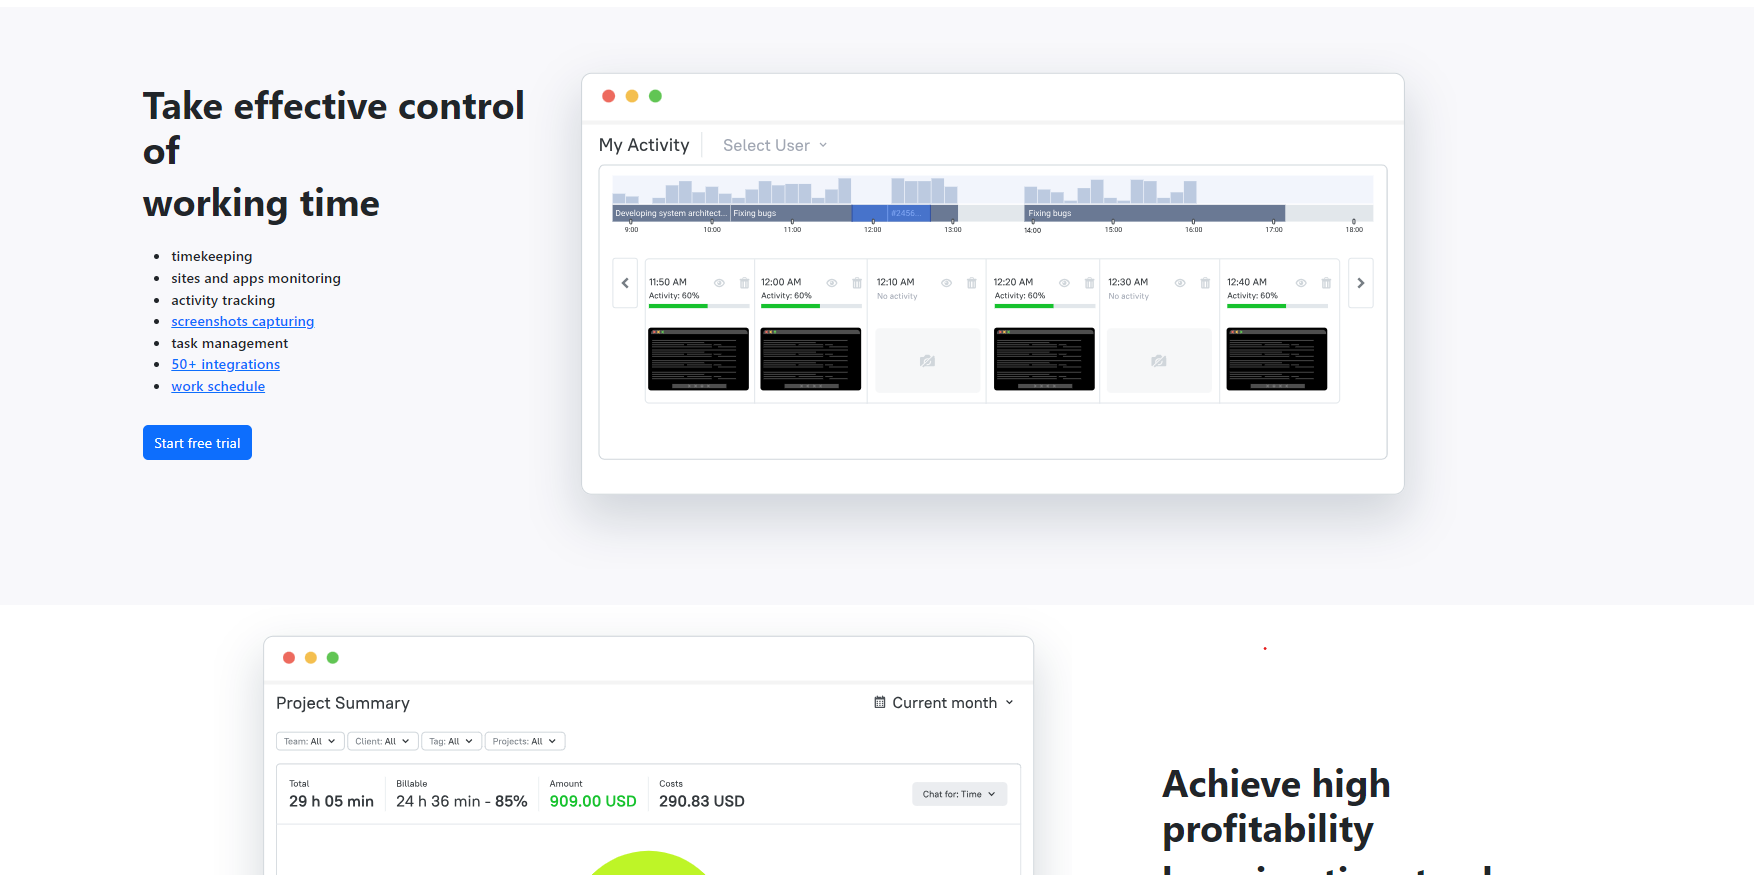 Take effective control
of
working time
timekeeping
sites and apps monitoring
activity tracking
screenshots capturing
task management
50+ integrations
work schedule
Start free trial
My Activity
Select User
Developing system architect...
Fixing bugs
#2456...
Fixing bugs
9:00 10:00 11:00 12:00 13:00 14:00 15:00 16:00 17:00 18:00
11:50 AM
Activity: 60%
12:00 AM
Activity: 60%
12:10 AM
No activity
12:20 AM
Activity: 60%
12:30 AM
No activity
12:40 AM
Activity: 60%
Project Summary
Current month
Team: All
Client: All
Tag: All
Projects: All
Total
29 h 05 min
Billable
24 h 36 min - 85%
Amount
909.00 USD
Costs
290.83 USD
Chat for: Time
Achieve high
profitability